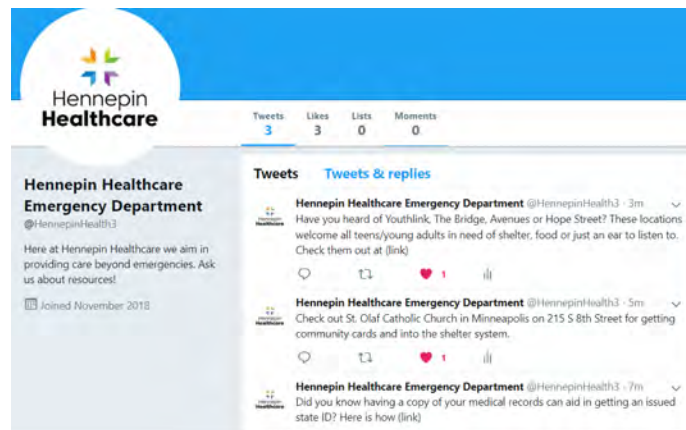 Hennepin
Healthcare
Tweets Likes Lists Moments
3 3 0 0
Hennepin Healthcare
Emergency Department
@HennepinHealth3
Here at Hennepin Healthcare we aim in
providing care beyond emergencies. Ask
us about resources!
Joined November 2018
Tweets Tweets & replies
Hennepin Healthcare Emergency Department @HennepinHealth3 · 3m
Have you heard of Youthlink, The Bridge, Avenues or Hope Street? These locations
welcome all teens/young adults in need of shelter, food or just an ear to listen to.
Check them out at (link)
1
Hennepin Healthcare Emergency Department @HennepinHealth3 · 5m
Check out St. Olaf Catholic Church in Minneapolis on 215 S 8th Street for getting
community cards and into the shelter system.
1
Hennepin Healthcare Emergency Department @HennepinHealth3 · 7m
Did you know having a copy of your medical records can aid in getting an issued
state ID? Here is how (link)